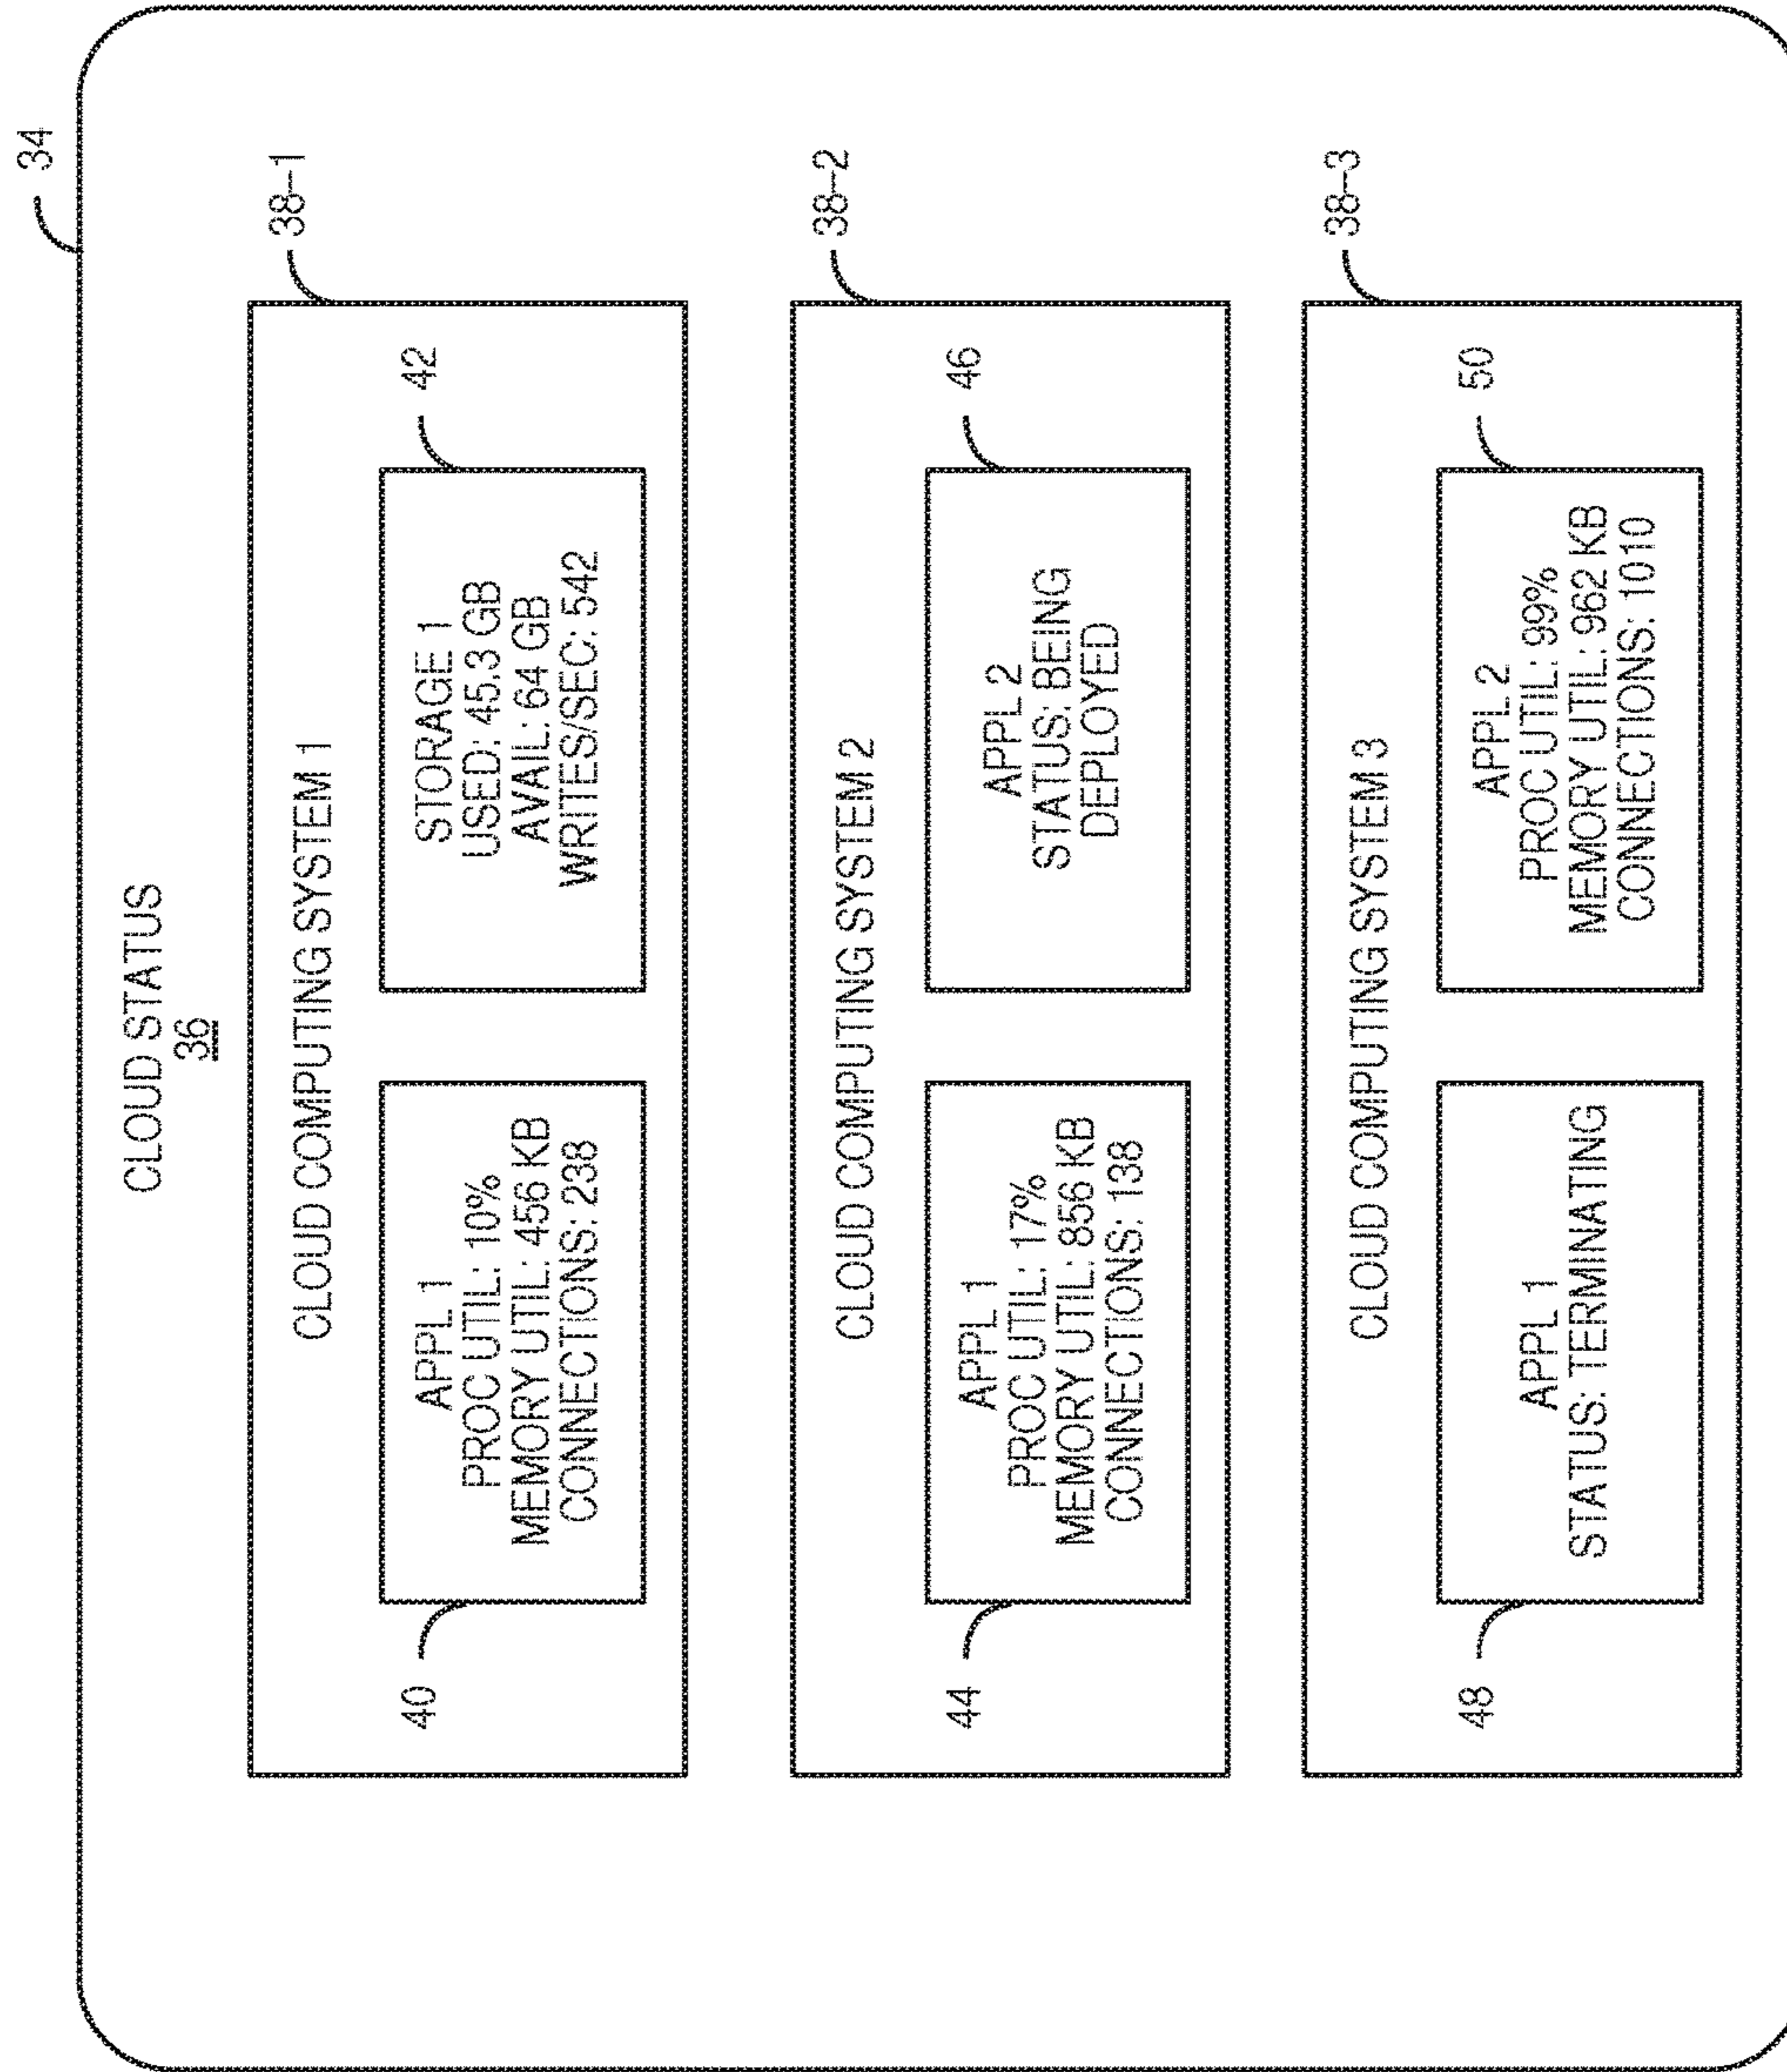 34
CLOUD STATUS
36
38-1
CLOUD COMPUTING SYSTEM 1
40
APPL 1
PROC UTIL: 10%
MEMORY UTIL: 456 KB
CONNECTIONS: 238
42
STORAGE 1
USED: 45.3 GB
AVAIL: 64 GB
WRITES/SEC: 542
38-2
CLOUD COMPUTING SYSTEM 2
44
APPL 1
PROC UTIL: 17%
MEMORY UTIL: 856 KB
CONNECTIONS: 138
46
APPL 2
STATUS: BEING
DEPLOYED
38-3
CLOUD COMPUTING SYSTEM 3
48
APPL 1
STATUS: TERMINATING
50
APPL 2
PROC UTIL: 99%
MEMORY UTIL: 962 KB
CONNECTIONS: 1010